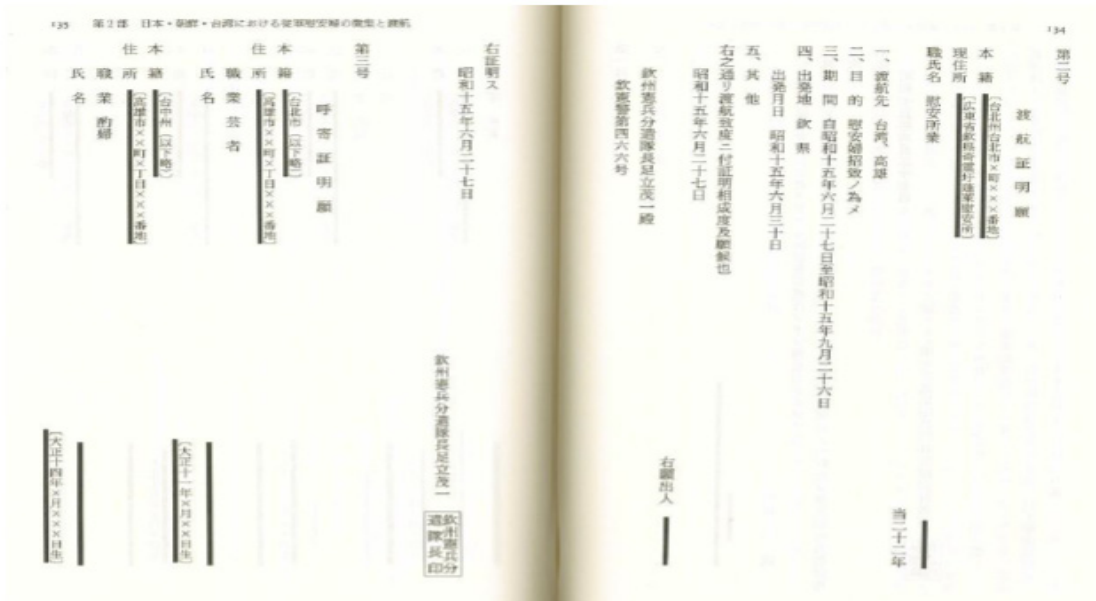 134
第二号
渡航証明願
本籍 〔台北州台北市×町×××番地〕
現住所 〔広東省欽県 慰安所〕
職氏名 慰安所業
当二十二年
一、渡航先 台湾、高雄
二、目的 慰安婦招致ノ為メ
三、期間 自昭和十五年六月二十七日至昭和十五年九月二十六日
四、出発地 欽県
出発月日 昭和十五年六月三十日
五、其他
右之通リ渡航致度ニ付証明相成度及願候也
昭和十五年六月二十七日
右願出人
欽州憲兵分遣隊長足立茂一殿
欽憲警第四六六号
135 第2部 日本・朝鮮・台湾における従軍慰安婦の徴集と渡航
右証明ス
昭和十五年六月二十七日
欽州憲兵分遣隊長足立茂一
欽州憲兵分
遣隊長印
第三号
呼寄証明願
本籍 〔台北市(以下略)〕
住所 〔高雄市××町×丁目×××番地〕
職業 芸者
氏名
〔大正十一年×月××日生〕
本籍 〔台中州(以下略)〕
住所 〔高雄市××町×丁目×××番地〕
職業 酌婦
氏名
〔大正十四年×月×××日生〕